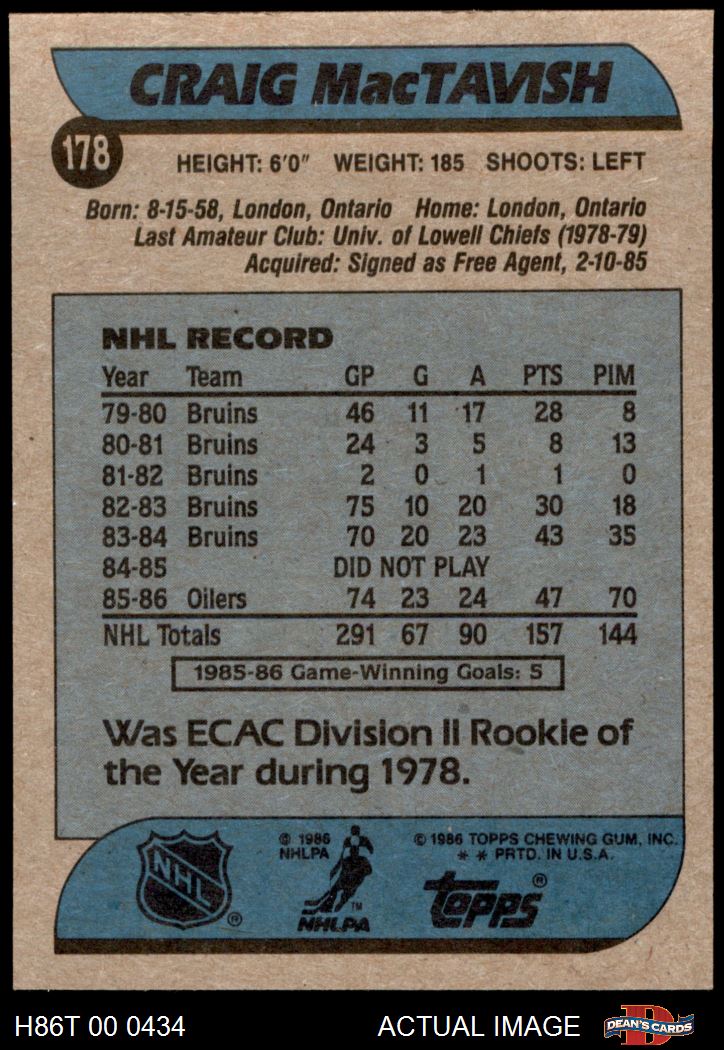 CRAIG MacTAVISH
178
HEIGHT: 6'0" WEIGHT: 185 SHOOTS: LEFT
Born: 8-15-58, London, Ontario Home: London, Ontario
Last Amateur Club: Univ. of Lowell Chiefs (1978-79)
Acquired: Signed as Free Agent, 2-10-85
NHL RECORD
Year Team GP G A PTS PIM
79-80 Bruins 46 11 17 28 8
80-81 Bruins 24 3 5 8 13
81-82 Bruins 2 0 1 1 0
82-83 Bruins 75 10 20 30 18
83-84 Bruins 70 20 23 43 35
84-85 DID NOT PLAY
85-86 Oilers 74 23 24 47 70
NHL Totals 291 67 90 157 144
1985-86 Game-Winning Goals: 5
Was ECAC Division II Rookie of
the Year during 1978.
NHL ®
© 1986
NHLPA
TM
NHLPA
© 1986 TOPPS CHEWING GUM, INC.
* * PRTD. IN U.S.A.
Topps ®
H86T 00 0434 ACTUAL IMAGE
D
DEAN'S CARDS